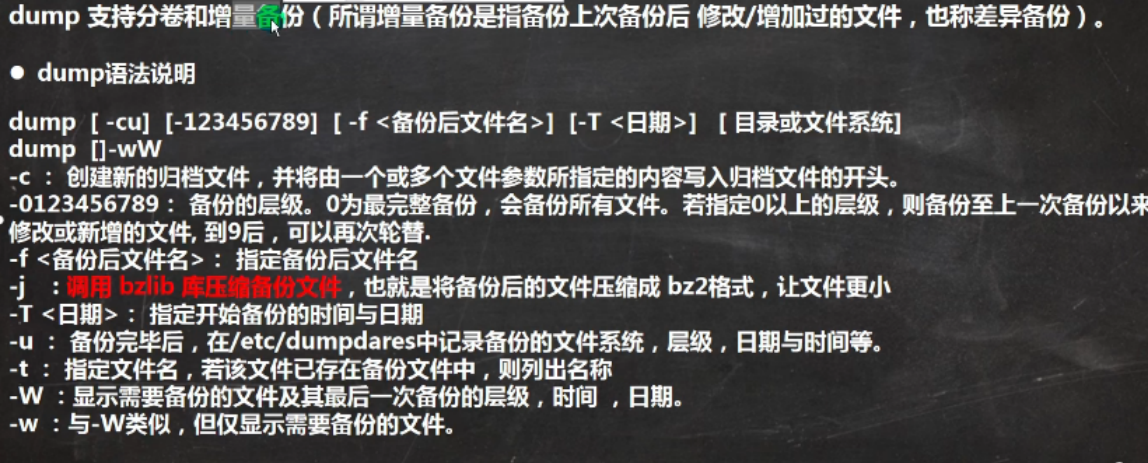 dump 支持分卷和增量备份（所谓增量备份是指备份上次备份后 修改/增加过的文件，也称差异备份）。
● dump语法说明
dump [ -cu] [-123456789] [ -f <备份后文件名>] [-T <日期>] [ 目录或文件系统]
dump []-wW
-c ： 创建新的归档文件，并将由一个或多个文件参数所指定的内容写入归档文件的开头。
-0123456789： 备份的层级。0为最完整备份，会备份所有文件。若指定0以上的层级，则备份至上一次备份以来
修改或新增的文件, 到9后，可以再次轮替.
-f <备份后文件名>： 指定备份后文件名
-j ：调用 bzlib 库压缩备份文件，也就是将备份后的文件压缩成 bz2格式，让文件更小
-T <日期>： 指定开始备份的时间与日期
-u ： 备份完毕后，在/etc/dumpdares中记录备份的文件系统，层级，日期与时间等。
-t ： 指定文件名，若该文件已存在备份文件中，则列出名称
-W ：显示需要备份的文件及其最后一次备份的层级，时间 ，日期。
-w ：与-W类似，但仅显示需要备份的文件。